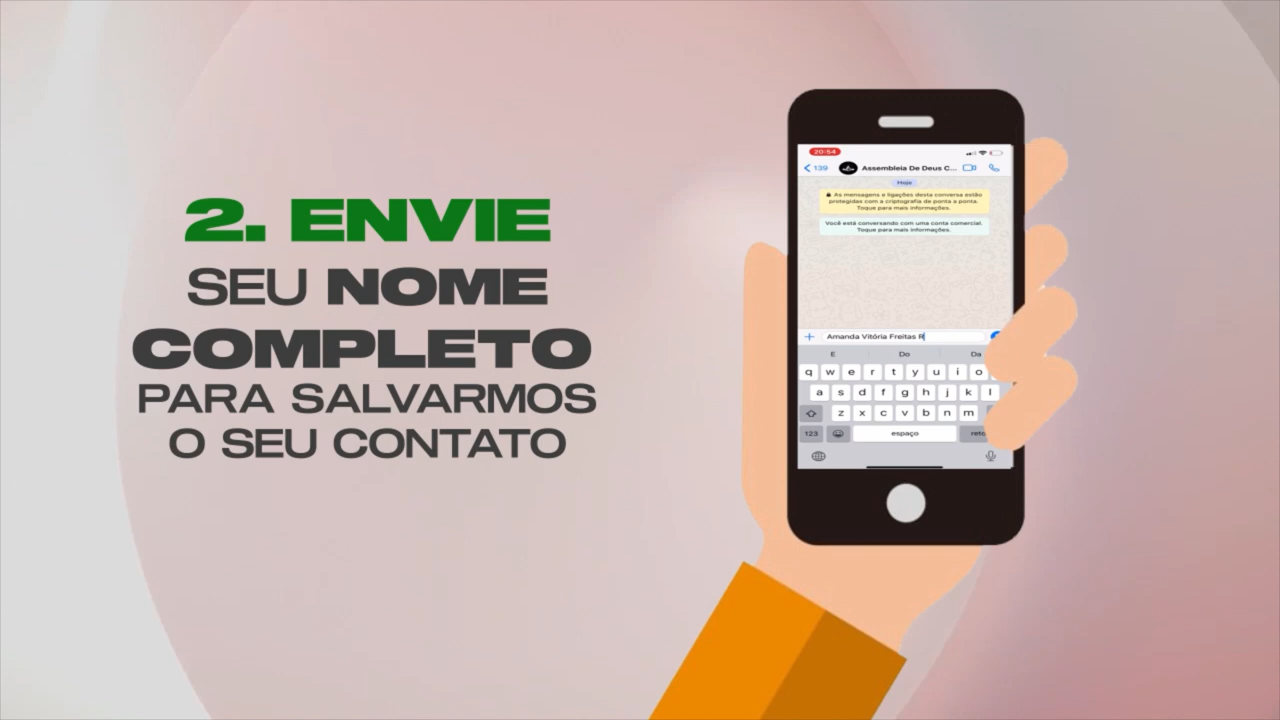 2. ENVIE
SEU NOME
COMPLETO
PARA SALVARMOS
O SEU CONTATO
20:54
139
Assembleia De Deus C...
Hoje
As mensagens e ligações desta conversa estão
protegidas com a criptografia de ponta a ponta.
Toque para mais informações.
Você está conversando com uma conta comercial.
Toque para mais informações.
Amanda Vitória Freitas R
E Do Da
q w e r t y u i o
a s d f g h j k l
z x c v b n m
123 espaço reto